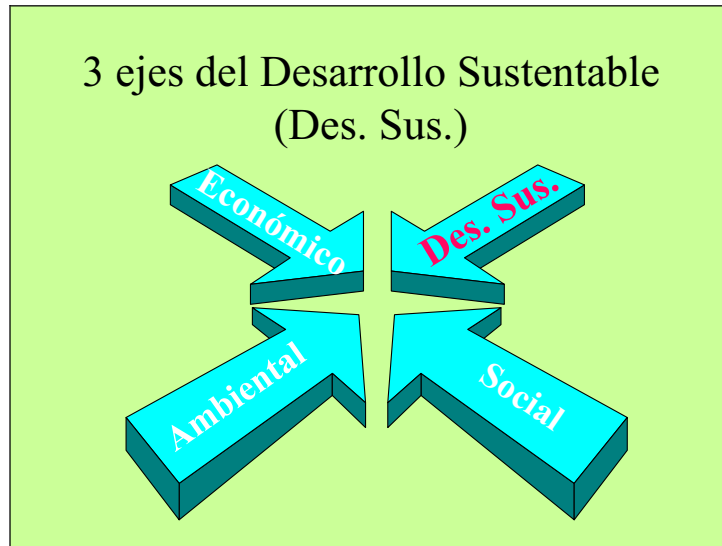 3 ejes del Desarrollo Sustentable
(Des. Sus.)
Económico
Des. Sus.
Ambiental
Social